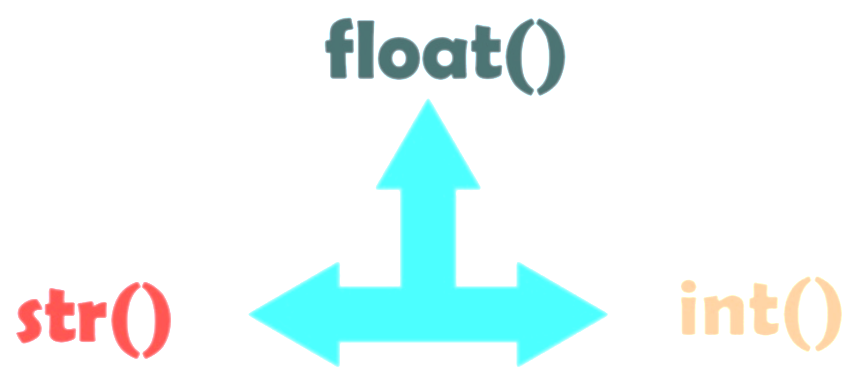 float()
str()
int()